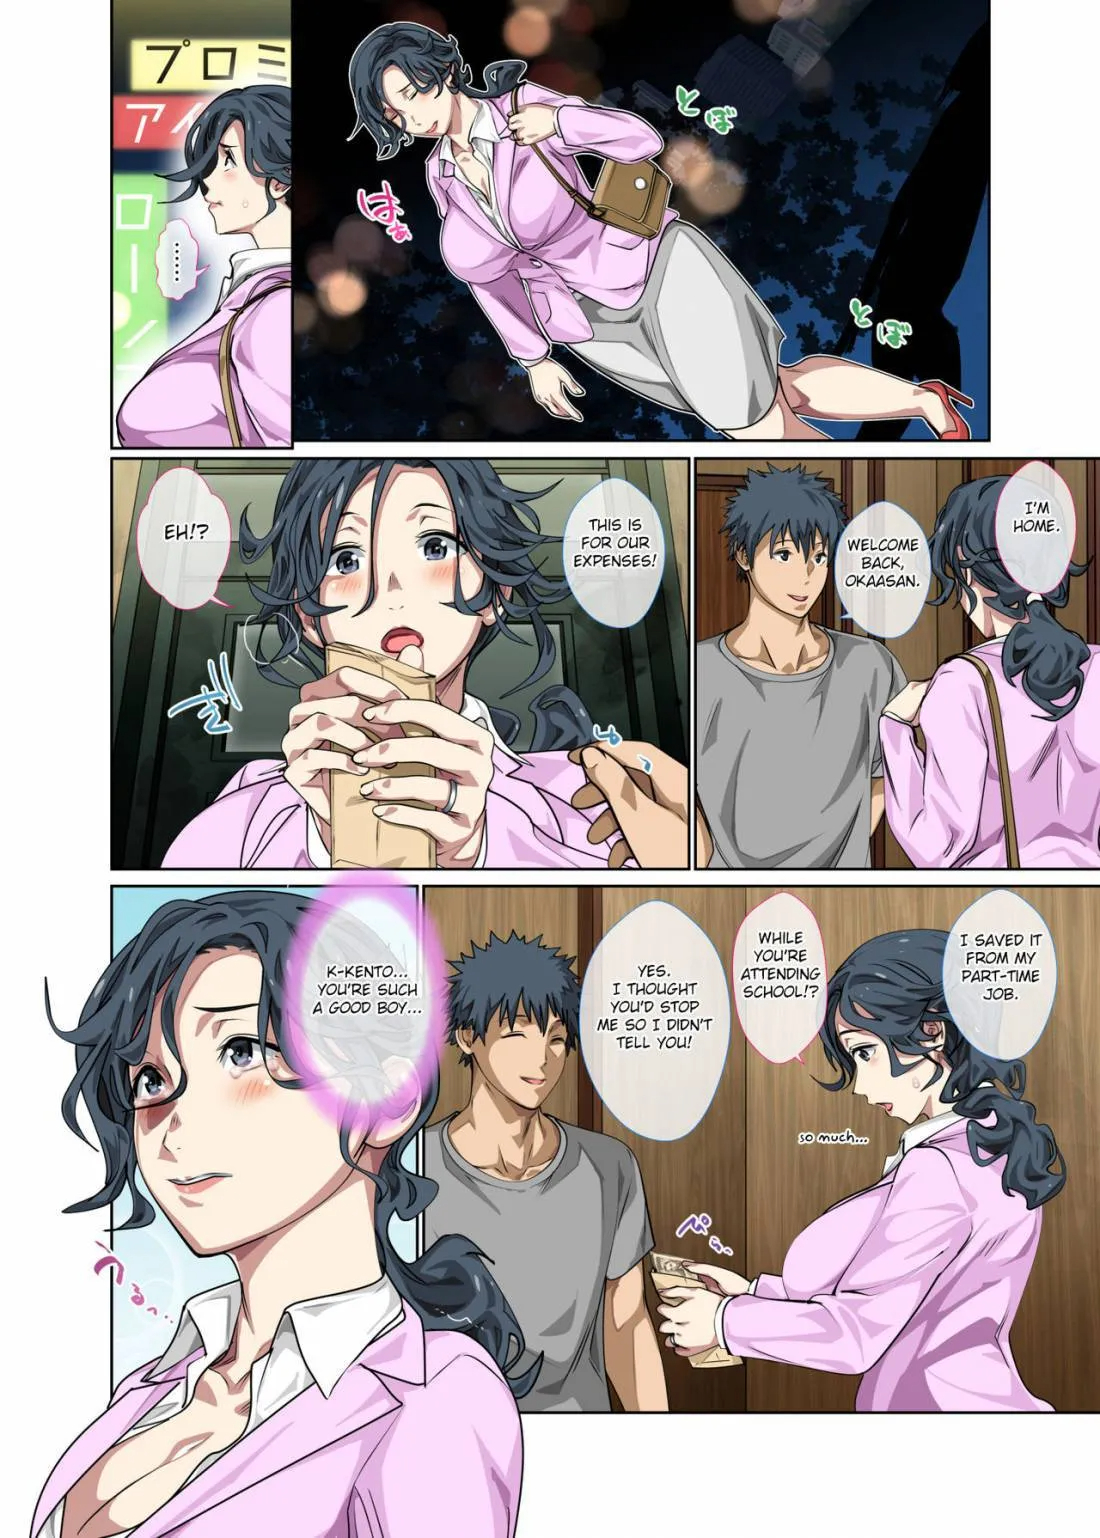 とぼ
はぁ
とぼ
プロミ
アイ
ローン
......
I'M
HOME.
WELCOME
BACK,
OKAASAN.
THIS IS
FOR OUR
EXPENSES!
EH!?
I SAVED IT
FROM MY
PART-TIME
JOB.
WHILE
YOU'RE
ATTENDING
SCHOOL!?
so much...
YES.
I THOUGHT
YOU'D STOP
ME SO I DIDN'T
TELL YOU!
K-KENTO...
YOU'RE SUCH
A GOOD BOY...